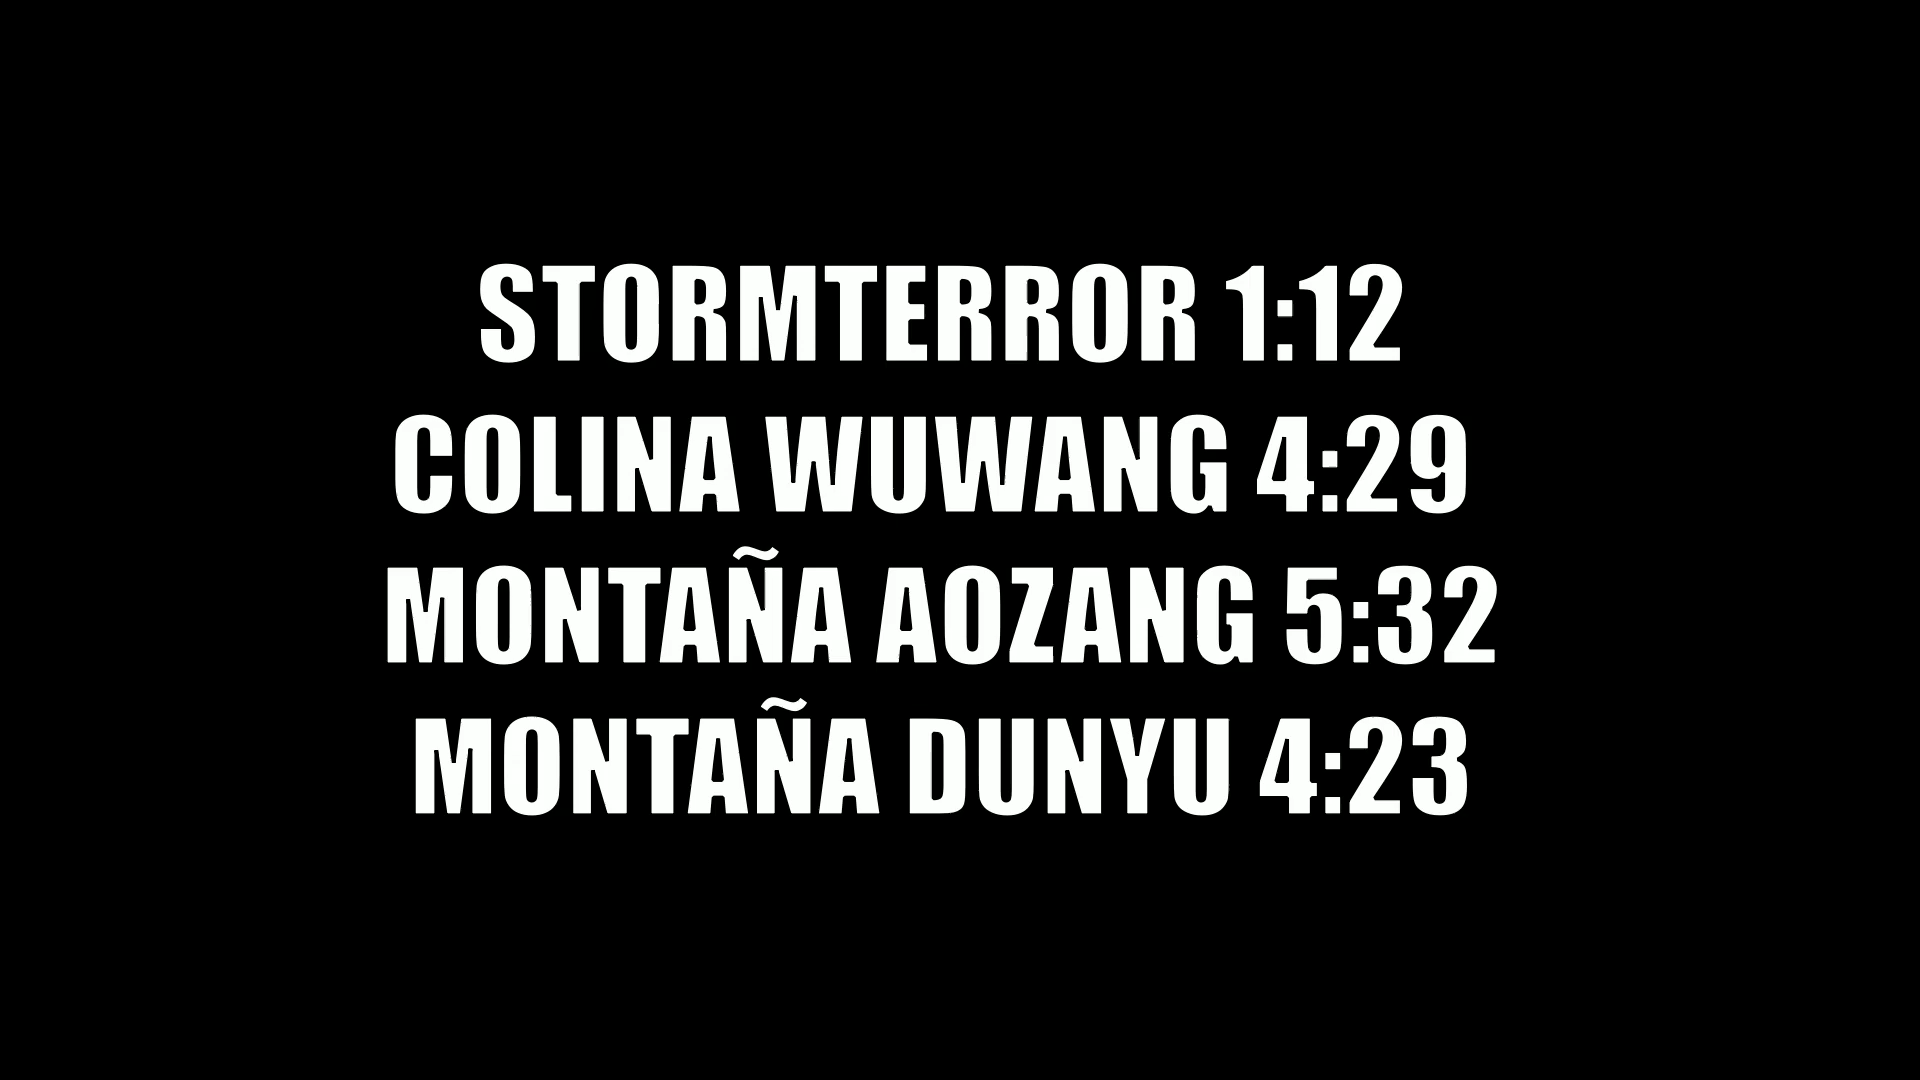 STORMTERROR 1:12
COLINA WUWANG 4:29
MONTAÑA AOZANG 5:32
MONTAÑA DUNYU 4:23